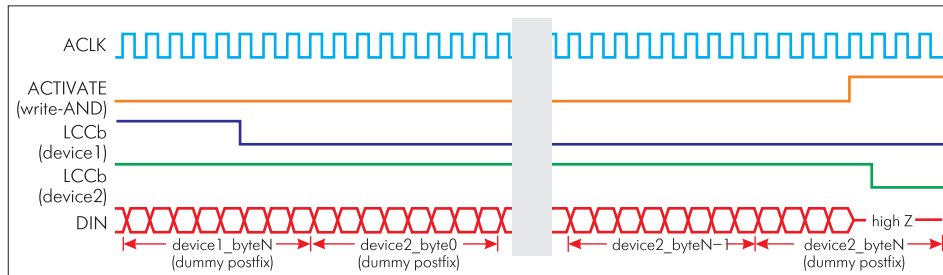 ACLK
ACTIVATE
(write-AND)
LCCb
(device1)
LCCb
(device2)
DIN
high Z
device1_byteN
(dummy postfix)
device2_byte0
(dummy postfix)
device2_byteN−1
device2_byteN
(dummy postfix)